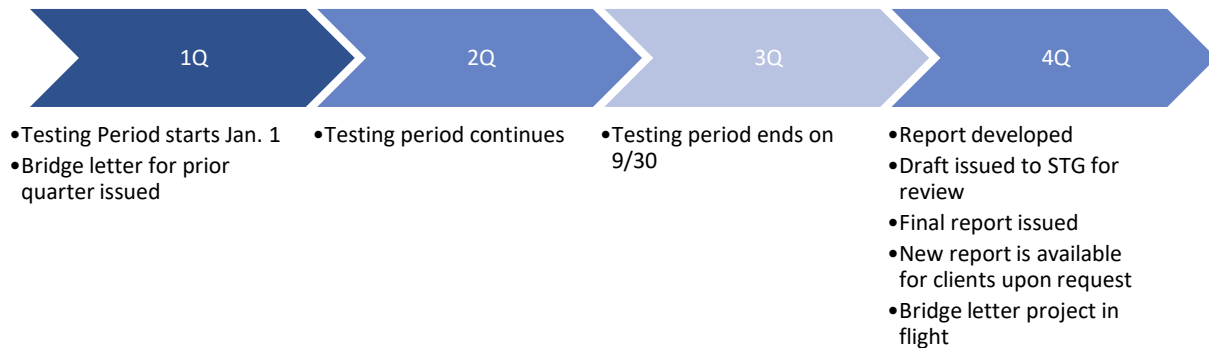 1Q
2Q
3Q
4Q
•Testing Period starts Jan. 1
•Bridge letter for prior
quarter issued
•Testing period continues
•Testing period ends on
9/30
•Report developed
•Draft issued to STG for
review
•Final report issued
•New report is available
for clients upon request
•Bridge letter project in
flight